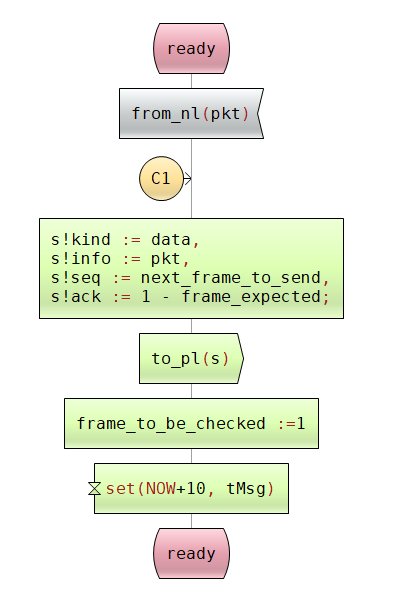 ready
from_nl(pkt)
C1
s!kind := data,
s!info := pkt,
s!seq := next_frame_to_send,
s!ack := 1 - frame_expected;
to_pl(s)
frame_to_be_checked :=1
set(NOW+10, tMsg)
ready